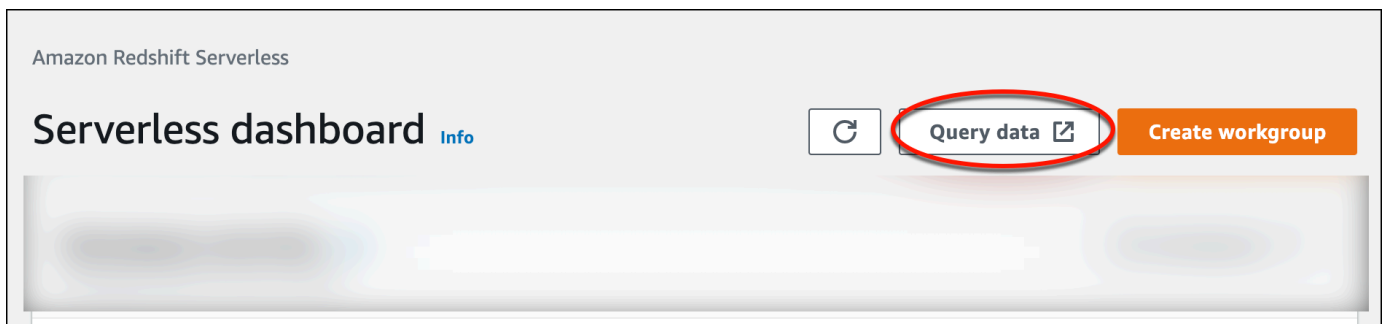 Amazon Redshift Serverless
Serverless dashboard Info
Query data
Create workgroup